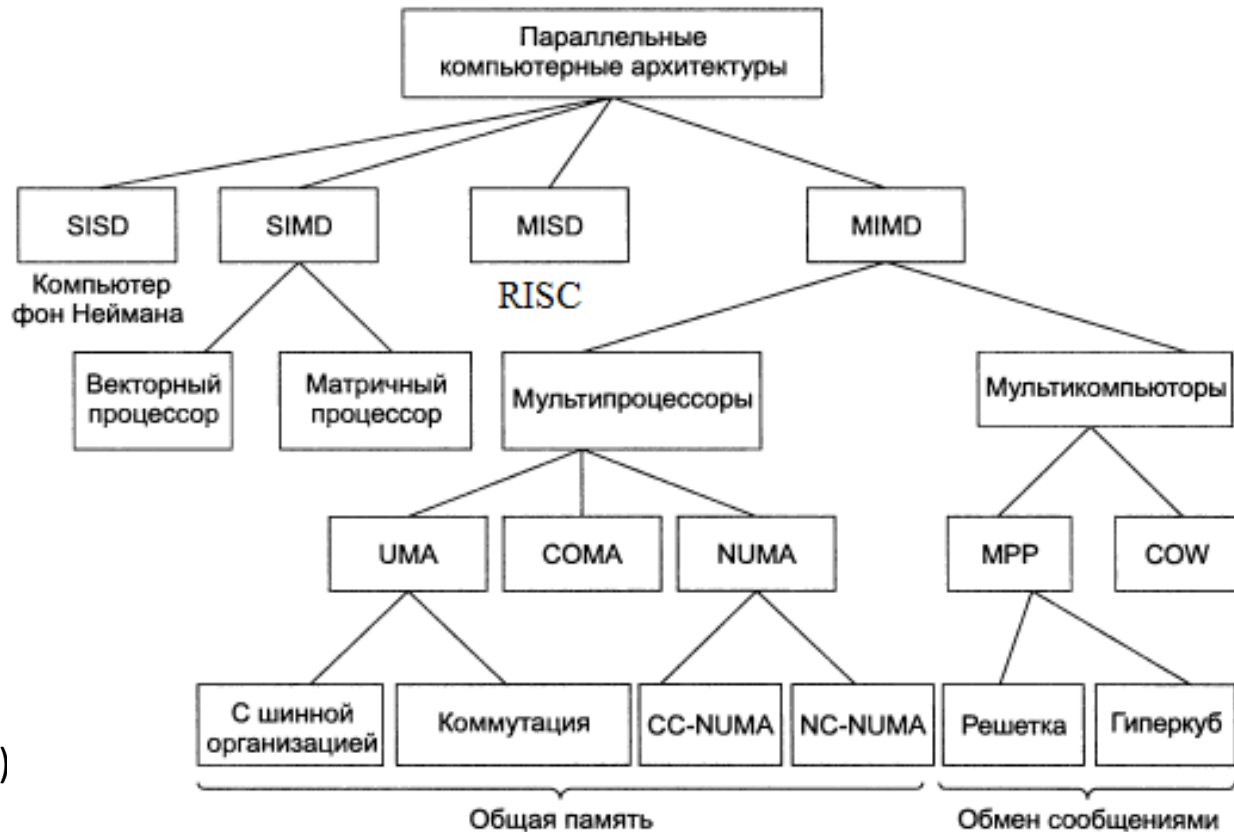 Параллельные
компьютерные архитектуры
SISD
SIMD
MISD
MIMD
Компьютер
фон Неймана
RISC
Векторный
процессор
Матричный
процессор
Мультипроцессоры
Мультикомпьюторы
UMA
COMA
NUMA
MPP
COW
С шинной
организацией
Коммутация
CC-NUMA
NC-NUMA
Решетка
Гиперкуб
)
Общая память
Обмен сообщениями